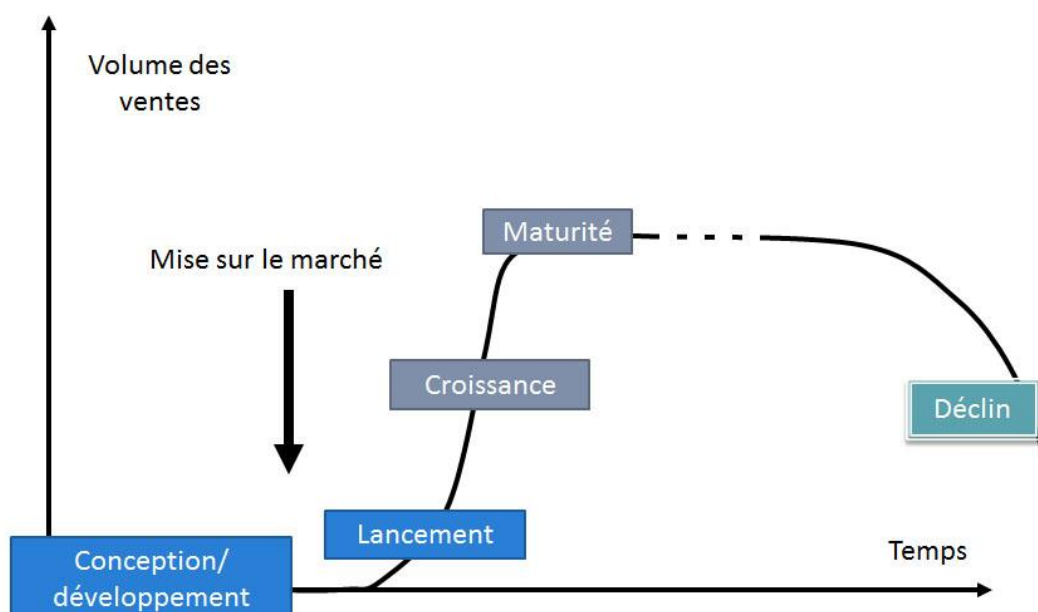 Volume des
ventes
Maturité
Mise sur le marché
Croissance
Déclin
Lancement
Temps
Conception/
développement